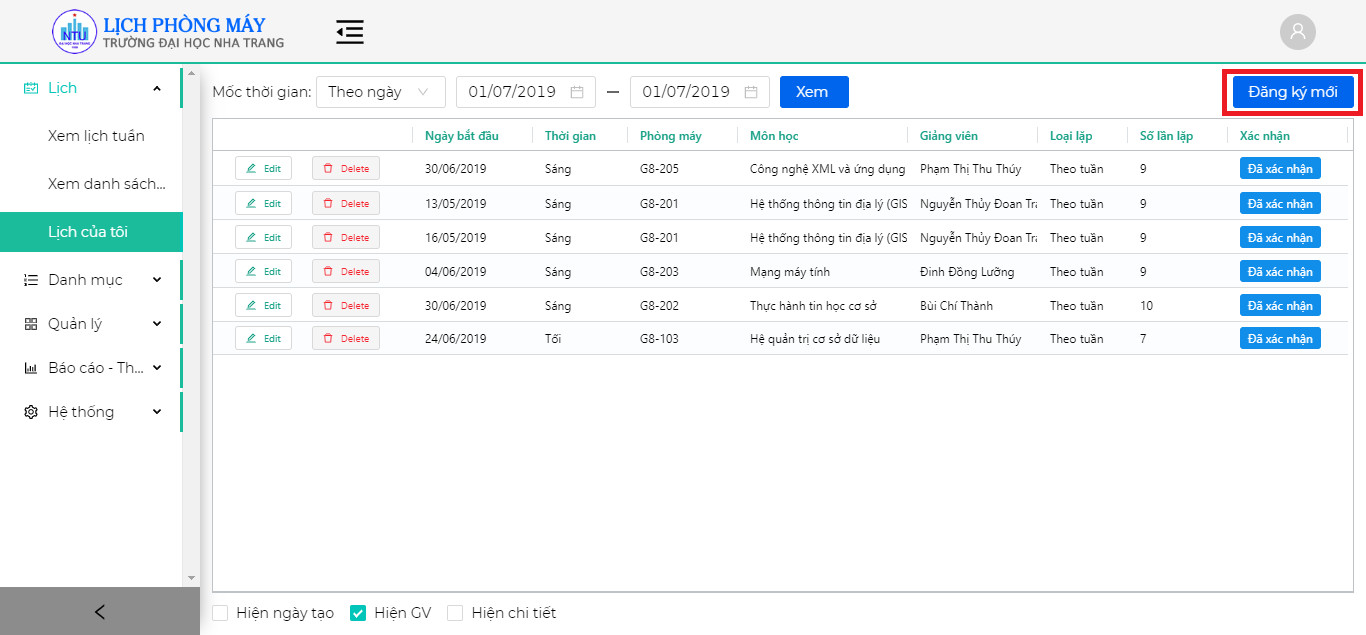 LỊCH PHÒNG MÁY
NTU
TRƯỜNG ĐẠI HỌC NHA TRANG
Lịch
Xem lịch tuần
Xem danh sách...
Lịch của tôi
Danh mục
Quản lý
Báo cáo - Th...
Hệ thống
Mốc thời gian: Theo ngày 01/07/2019 — 01/07/2019 Xem Đăng ký mới
Ngày bắt đầu Thời gian Phòng máy Môn học Giảng viên Loại lặp Số lần lặp Xác nhận
Edit Delete 30/06/2019 Sáng G8-205 Công nghệ XML và ứng dụng Phạm Thị Thu Thúy Theo tuần 9 Đã xác nhận
Edit Delete 13/05/2019 Sáng G8-201 Hệ thống thông tin địa lý (GIS Nguyễn Thủy Đoan Tra Theo tuần 9 Đã xác nhận
Edit Delete 16/05/2019 Sáng G8-201 Hệ thống thông tin địa lý (GIS Nguyễn Thủy Đoan Tra Theo tuần 9 Đã xác nhận
Edit Delete 04/06/2019 Sáng G8-203 Mạng máy tính Đinh Đồng Lưỡng Theo tuần 9 Đã xác nhận
Edit Delete 30/06/2019 Sáng G8-202 Thực hành tin học cơ sở Bùi Chí Thành Theo tuần 10 Đã xác nhận
Edit Delete 24/06/2019 Tối G8-103 Hệ quản trị cơ sở dữ liệu Phạm Thị Thu Thúy Theo tuần 7 Đã xác nhận
Hiện ngày tạo Hiện GV Hiện chi tiết